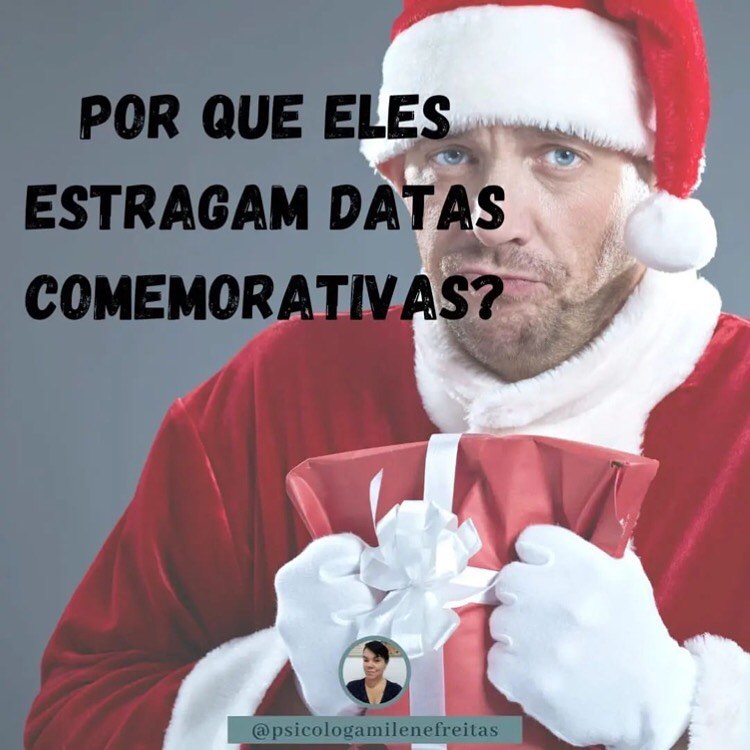 POR QUE ELES
ESTRAGAM DATAS
COMEMORATIVAS?
@psicologamilenefreitas